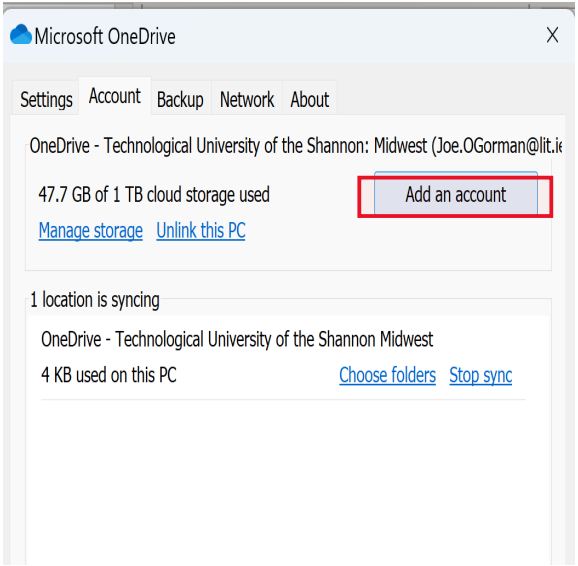 Microsoft OneDrive
Settings Account Backup Network About
OneDrive - Technological University of the Shannon: Midwest (Joe.OGorman@lit.ie
47.7 GB of 1 TB cloud storage used Add an account
Manage storage Unlink this PC
1 location is syncing
OneDrive - Technological University of the Shannon Midwest
4 KB used on this PC Choose folders Stop sync